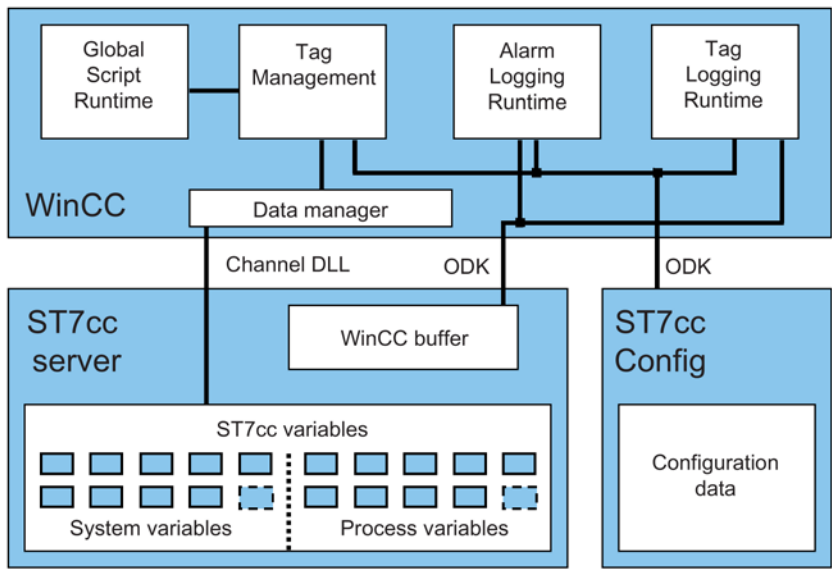 Global
Script
Runtime
Tag
Management
Alarm
Logging
Runtime
Tag
Logging
Runtime
WinCC
Data manager
Channel DLL
ODK
ODK
ST7cc
server
WinCC buffer
ST7cc variables
System variables
Process variables
ST7cc
Config
Configuration
data